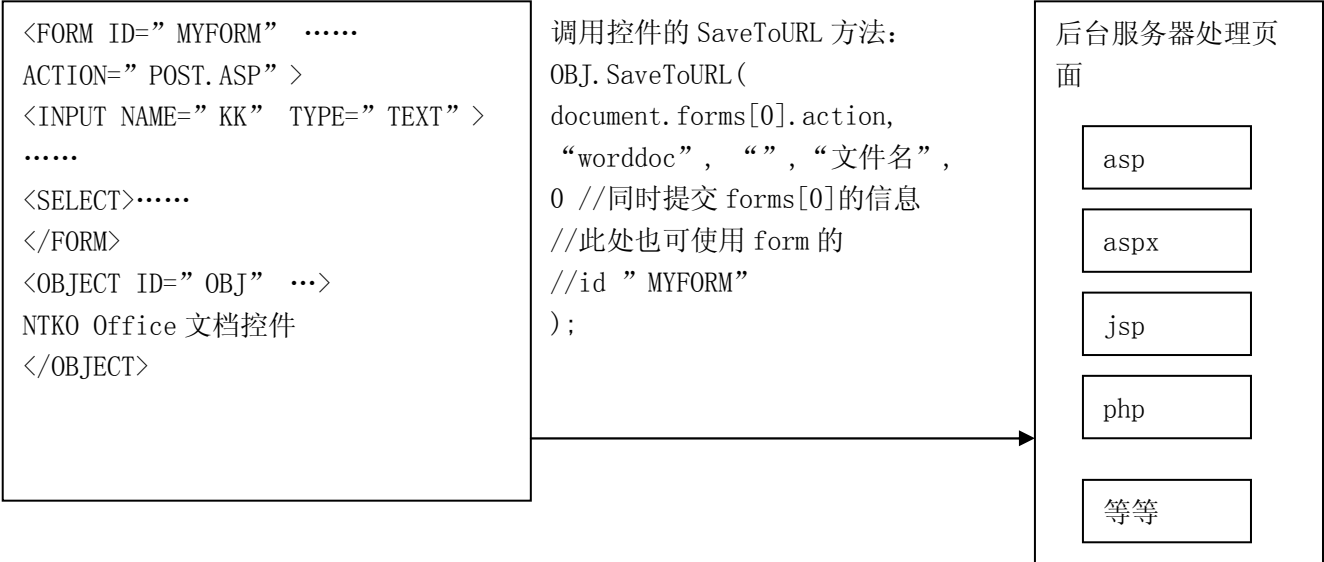 <FORM ID=”MYFORM” ……
ACTION=”POST.ASP”>
<INPUT NAME=”KK” TYPE=”TEXT”>
……
<SELECT>……
</FORM>
<OBJECT ID=”OBJ” …>
NTKO Office 文档控件
</OBJECT>
调用控件的 SaveToURL 方法：
OBJ.SaveToURL(
document.forms[0].action,
“worddoc”, “”,“文件名”,
0 //同时提交 forms[0]的信息
//此处也可使用 form 的
//id ”MYFORM”
);
后台服务器处理页
面
asp
aspx
jsp
php
等等